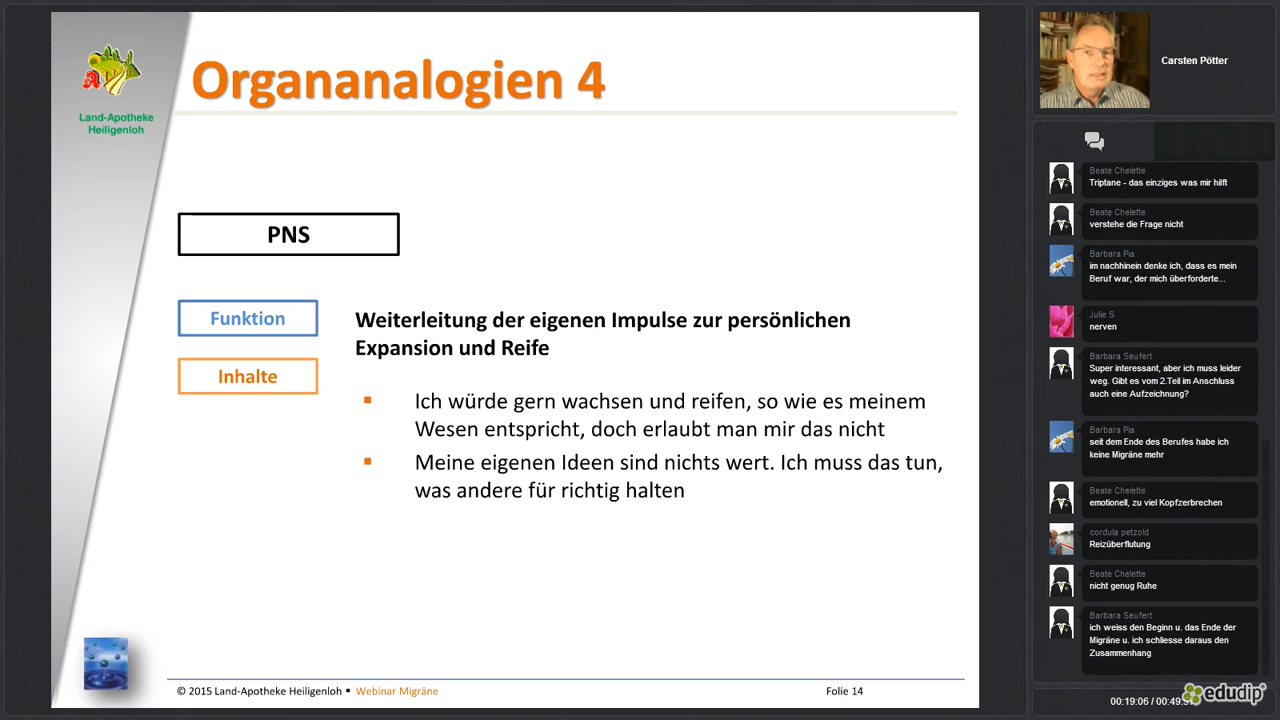 Organanalogien 4
Land-Apotheke
Heiligenloh
PNS
Funktion
Weiterleitung der eigenen Impulse zur persönlichen
Expansion und Reife
Inhalte
Ich würde gern wachsen und reifen, so wie es meinem
Wesen entspricht, doch erlaubt man mir das nicht
Meine eigenen Ideen sind nichts wert. Ich muss das tun,
was andere für richtig halten
© 2015 Land-Apotheke Heiligenloh ▪ Webinar Migräne
Folie 14
Carsten Pötter
Beate Chelette
Triptane - das einziges was mir hilft
Beate Chelette
verstehe die Frage nicht
Barbara Pia
im nachhinein denke ich, dass es mein
Beruf war, der mich überforderte...
Julie S
nerven
Barbara Seufert
Super interessant, aber ich muss leider
weg. Gibt es vom 2.Teil im Anschluss
auch eine Aufzeichnung?
Barbara Pia
seit dem Ende des Berufes habe ich
keine Migräne mehr
Beate Chelette
emotionell, zu viel Kopfzerbrechen
cordula petzold
Reizüberflutung
Beate Chelette
nicht genug Ruhe
Barbara Seufert
ich weiss den Beginn u. das Ende der
Migräne u. ich schliesse daraus den
Zusammenhang
00:19:06 /
edudip